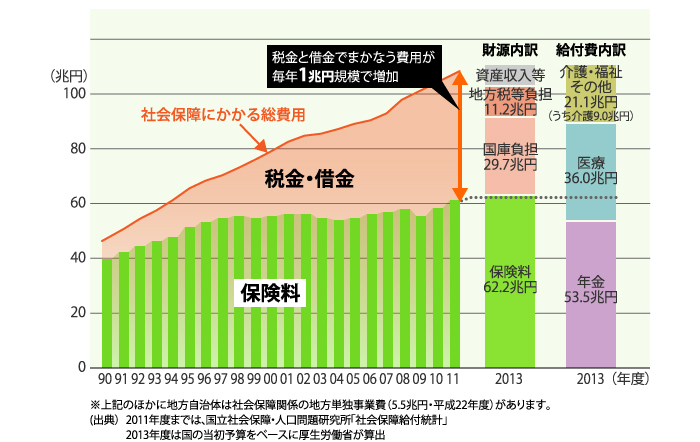 税金と借金でまかなう費用が
毎年1兆円規模で増加
財源内訳
給付費内訳
(兆円)
100
80
60
40
20
0
社会保障にかかる総費用
税金・借金
保険料
資産収入等
地方税等負担
11.2兆円
国庫負担
29.7兆円
保険料
62.2兆円
介護・福祉
その他
21.1兆円
(うち介護9.0兆円)
医療
36.0兆円
年金
53.5兆円
90 91 92 93 94 95 96 97 98 99 00 01 02 03 04 05 06 07 08 09 10 11
2013
2013 (年度)
※上記のほかに地方自治体は社会保障関係の地方単独事業費(5.5兆円・平成22年度)があります。
(出典) 2011年度までは、国立社会保障・人口問題研究所「社会保障給付統計」
2013年度は国の当初予算をベースに厚生労働省が算出